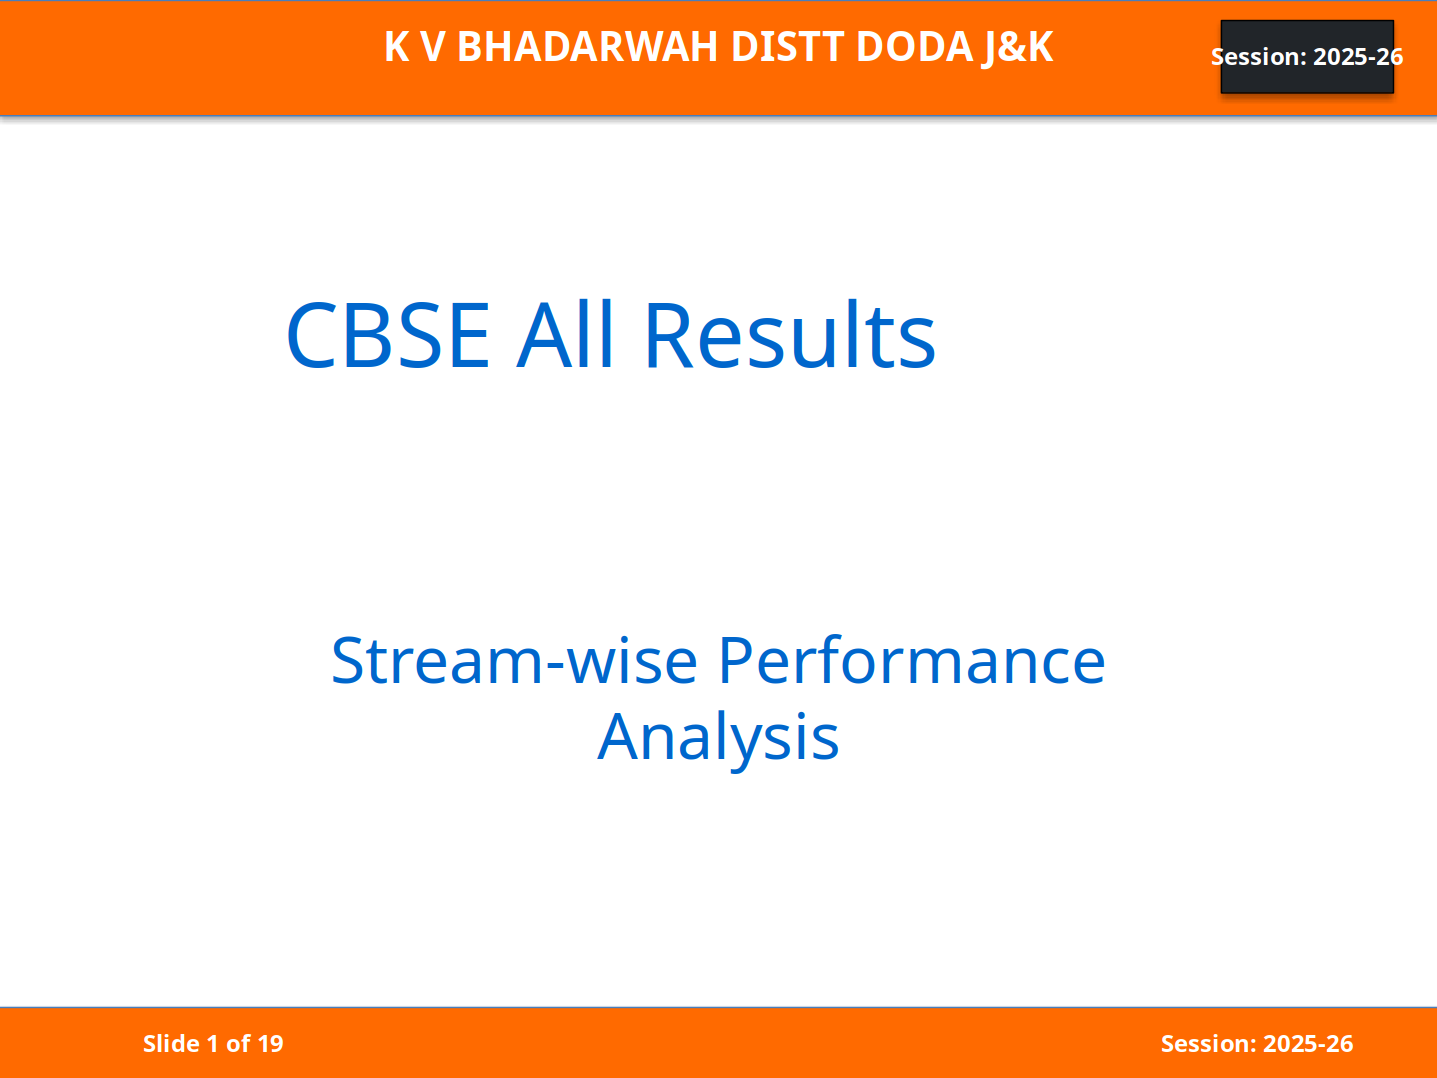 K V BHADARWAH DISTT DODA J&K
Session: 2025-26
CBSE All Results
Stream-wise Performance
Analysis
Slide 1 of 19
Session: 2025-26